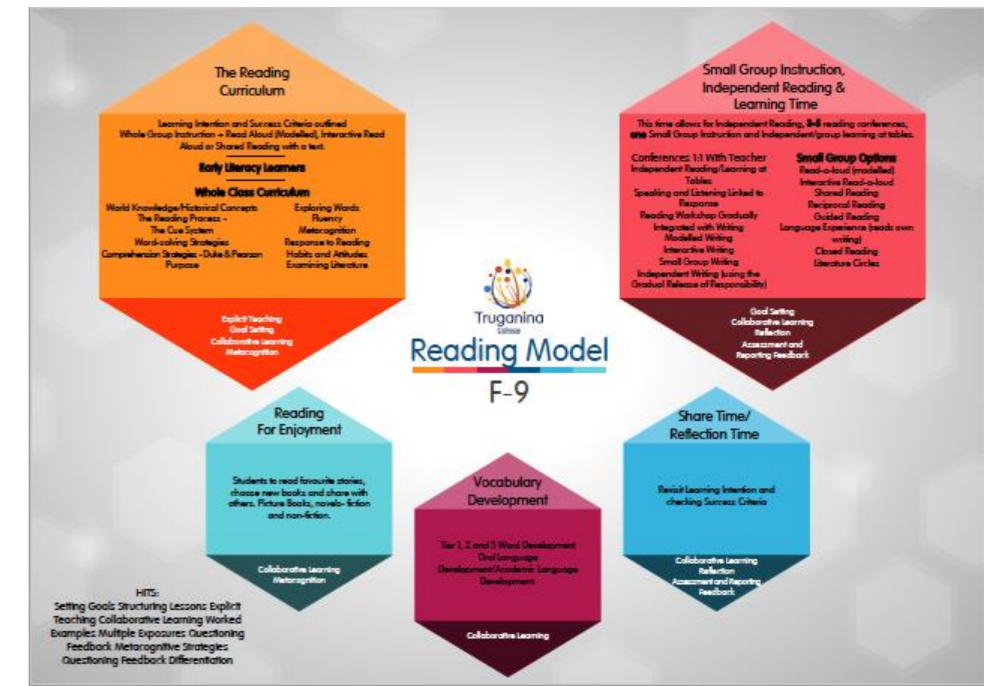 The Reading
Curriculum
Learning Intention and Success Criteria outlined
Whole Group Instruction + Read Aloud (Modelled), Interactive Read
Aloud or Shared Reading with a text.
Early Literacy Learners
Whole Class Curriculum
World Knowledge/Historical Concepts
The Reading Process -
The Cue System
Word-solving Strategies
Comprehension Strategies - Duke & Pearson
Purpose
Exploring Words
Fluency
Metacognition
Response to Reading
Habits and Attitudes
Examining Literature
Explicit Teaching
Goal Setting
Collaborative Learning
Metacognition
Small Group Instruction,
Independent Reading &
Learning Time
This time allows for Independent Reading, 3-5 reading conferences,
one Small Group Instruction and Independent/group learning at tables.
Conferences 1:1 With Teacher
Independent Reading/Learning at
Tables
Speaking and Listening Linked to
Response
Reading Workshop Gradually
Integrated with Writing
Modelled Writing
Interactive Writing
Small Group Writing
Independent Writing (using the
Gradual Release of Responsibility)
Small Group Options
Read-a-loud (modelled)
Interactive Read-a-loud
Shared Reading
Reciprocal Reading
Guided Reading
Language Experience (reads own
writing)
Closed Reading
Literature Circles
Goal Setting
Collaborative Learning
Reflection
Assessment and
Reporting Feedback
Truganina
College
Reading Model
F-9
Reading
For Enjoyment
Students to read favourite stories,
choose new books and share with
others. Picture Books, novels- fiction
and non-fiction.
Collaborative Learning
Metacognition
Vocabulary
Development
Tier 1, 2 and 3 Word Development
Oral Language
Development/Academic Language
Development
Collaborative Learning
Share Time/
Reflection Time
Revisit Learning Intention and
checking Success Criteria
Collaborative Learning
Reflection
Assessment and Reporting
Feedback
HITS:
Setting Goals Structuring Lessons Explicit
Teaching Collaborative Learning Worked
Examples Multiple Exposures Questioning
Feedback Metacognitive Strategies
Questioning Feedback Differentiation